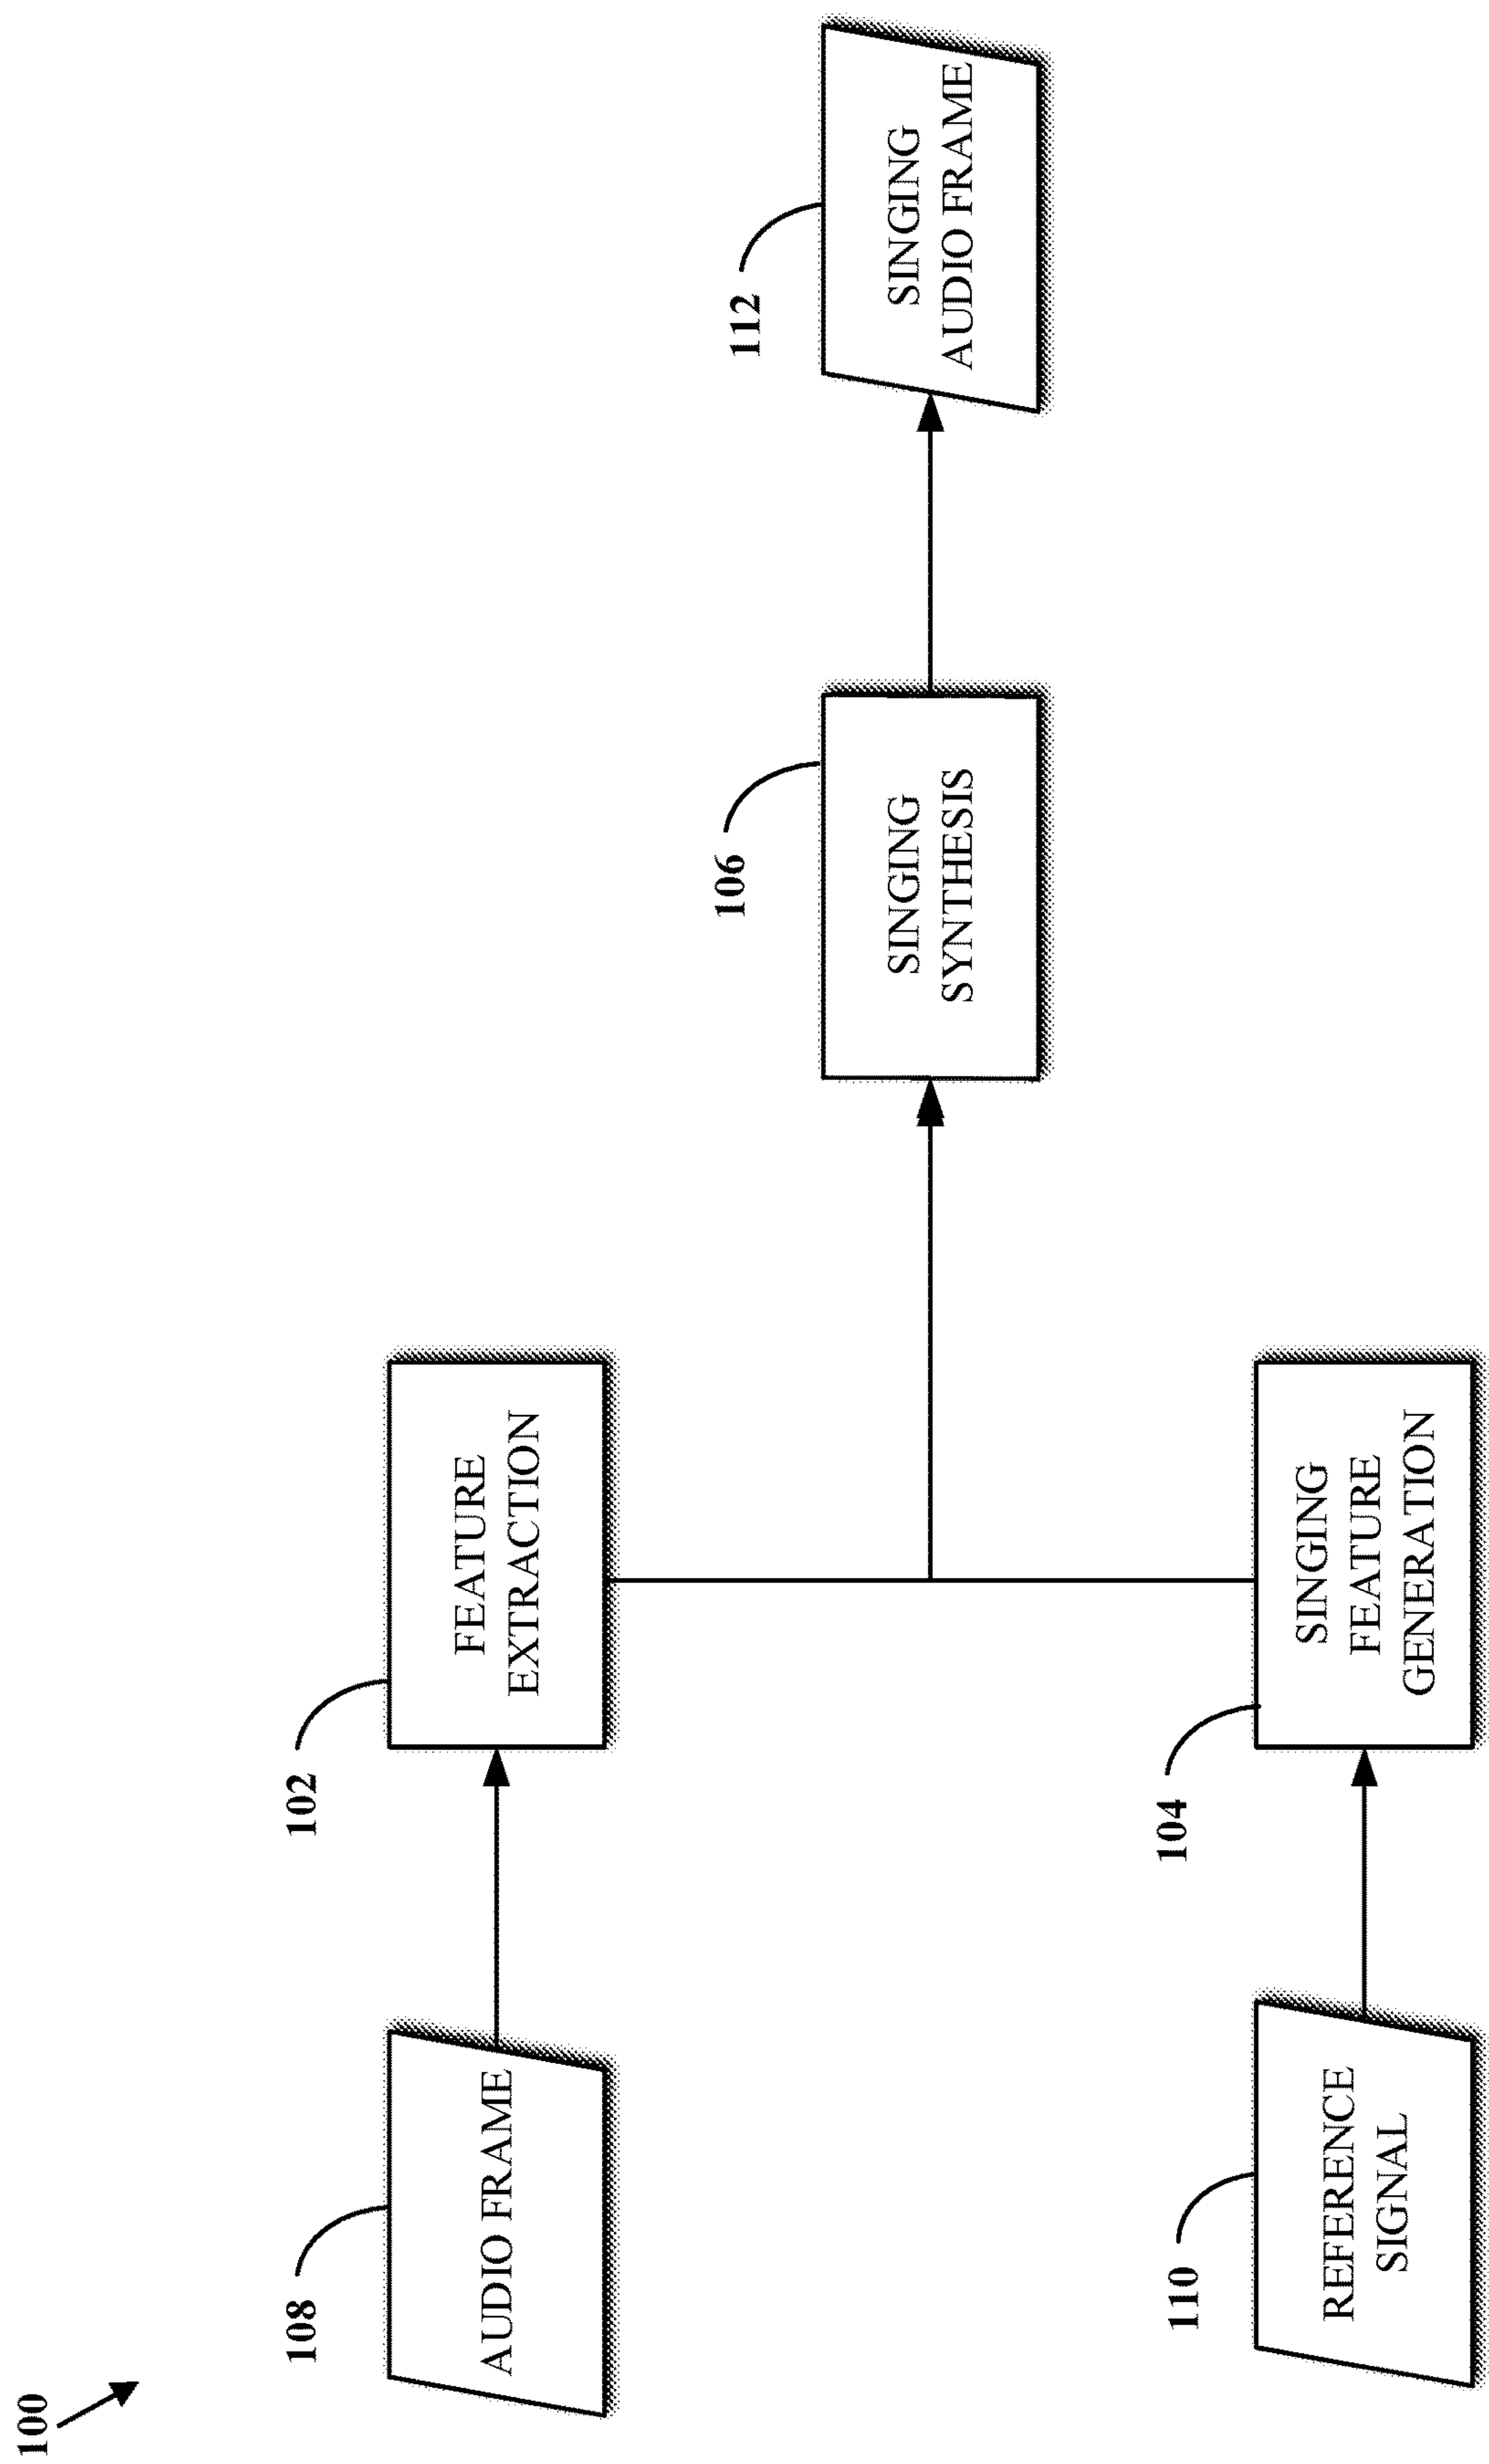 100
108
AUDIO FRAME
102
FEATURE
EXTRACTION
106
SINGING
SYNTHESIS
112
SINGING
AUDIO FRAME
110
REFERENCE
SIGNAL
104
SINGING
FEATURE
GENERATION